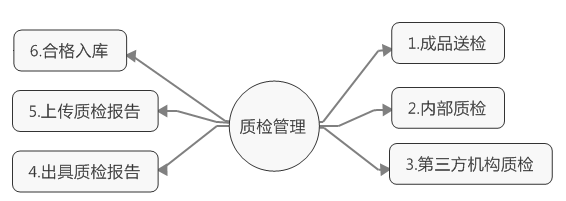 6.合格入库
1.成品送检
5.上传质检报告
质检管理
2.内部质检
4.出具质检报告
3.第三方机构质检